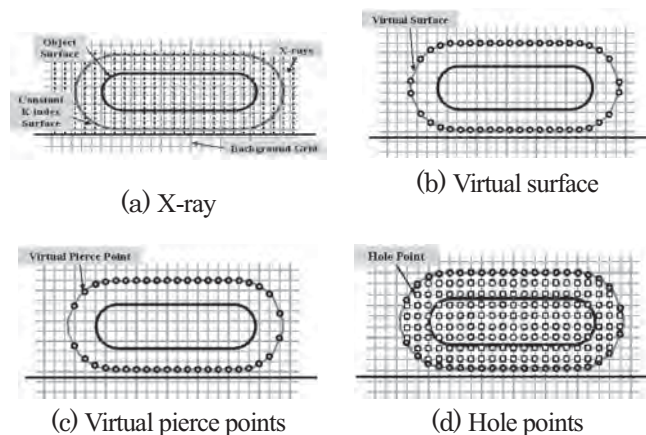 Object
Surface
X-rays
Constant
K-index
Surface
Background Grid
(a) X-ray
Virtual Surface
(b) Virtual surface
Virtual Pierce Point
(c) Virtual pierce points
Hole Point
(d) Hole points